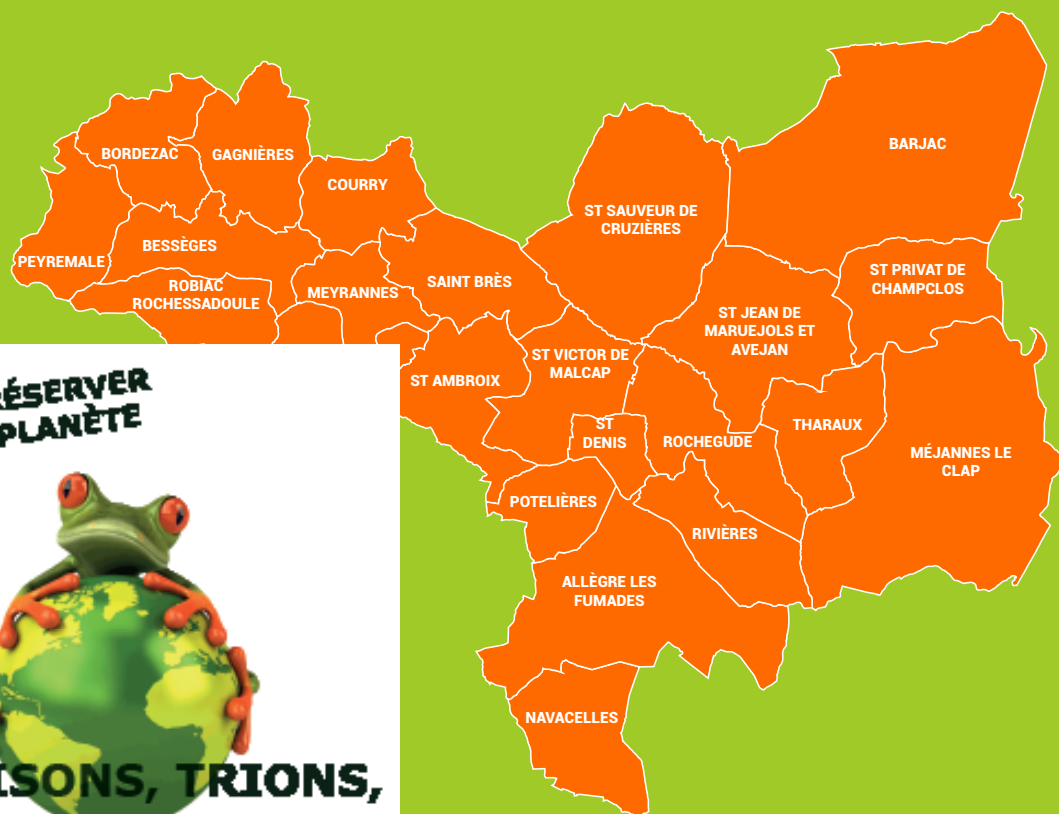 BARJAC
BORDEZAC
GAGNIÈRES
COURRY
ST SAUVEUR DE
CRUZIÈRES
BESSÈGES
PEYREMALE
ST PRIVAT DE
CHAMPCLOS
ROBIAC
ROCHESSADOULE
MEYRANNES
SAINT BRÈS
ST JEAN DE
MARUEJOLS ET
AVEJAN
ST VICTOR DE
MALCAP
ST AMBROIX
ST
DENIS
ROCHEGUDE
THARAUX
MÉJANNES LE
CLAP
POTELIÈRES
RIVIÈRES
ALLÈGRE LES
FUMADES
NAVACELLES
ÉSERVER
PLANÈTE
ISONS, TRIONS,